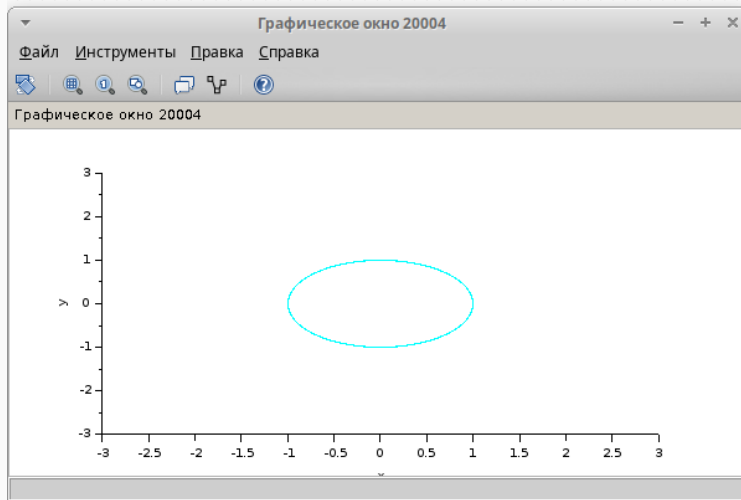 Графическое окно 20004
Файл Инструменты Правка Справка
Графическое окно 20004
3
2
1
y 0
-1
-2
-3
-3 -2.5 -2 -1.5 -1 -0.5 0 0.5 1 1.5 2 2.5 3